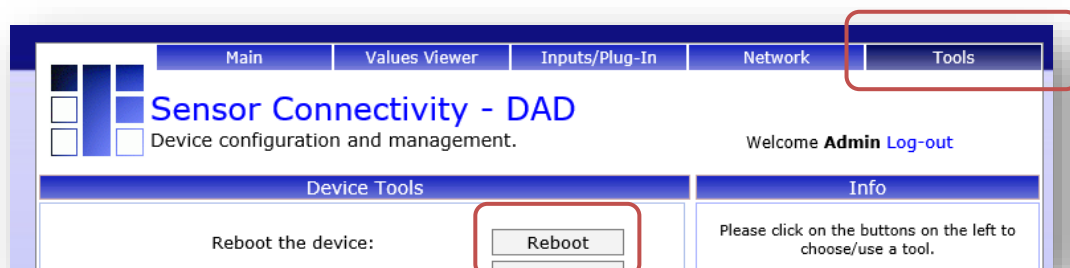 Main Values Viewer Inputs/Plug-In Network Tools
Sensor Connectivity - DAD
Device configuration and management.
Welcome Admin Log-out
Device Tools
Info
Reboot the device: Reboot
Please click on the buttons on the left to
choose/use a tool.